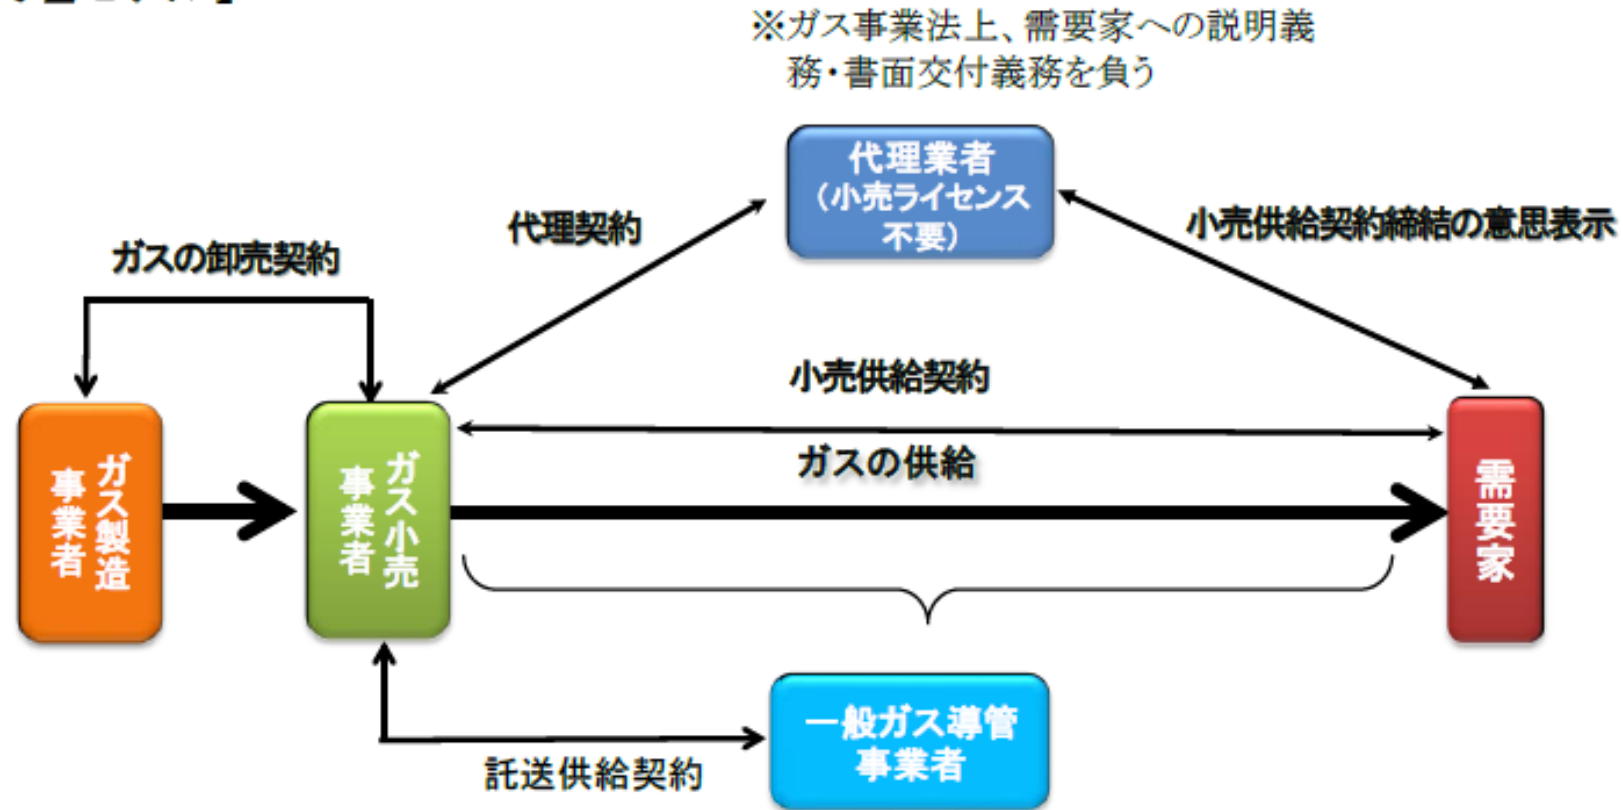 ※ガス事業法上、需要家への説明義
務・書面交付義務を負う
代理業者
(小売ライセンス
不要)
代理契約
小売供給契約締結の意思表示
ガスの卸売契約
小売供給契約
ガスの供給
ガス製造
事業者
ガス小売
事業者
需要家
一般ガス導管
事業者
託送供給契約